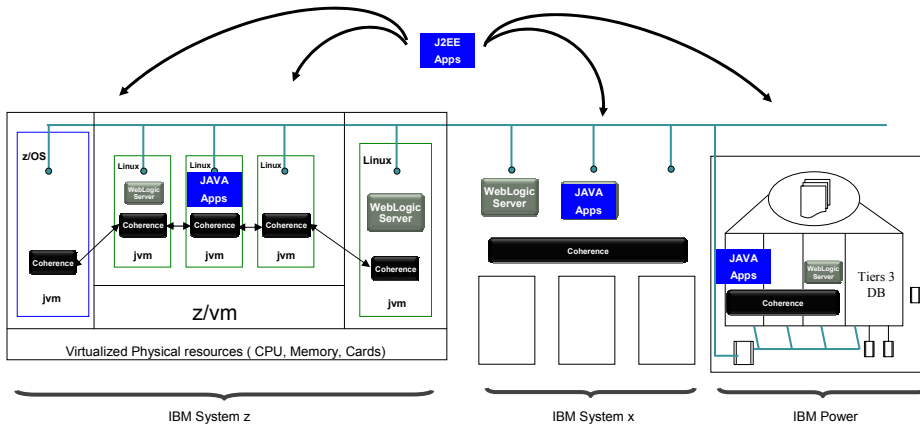 J2EE
Apps
z/OS
Linux
Linux
Linux
Linux
WebLogic
Server
JAVA
Apps
WebLogic
Server
WebLogic
Server
JAVA
Apps
Coherence
Coherence
Coherence
Coherence
Coherence
Coherence
jvm
jvm
jvm
jvm
jvm
JAVA
Apps
WebLogic
Server
Tiers 3
DB
Coherence
z/vm
Virtualized Physical resources ( CPU, Memory, Cards)
IBM System z
IBM System x
IBM Power